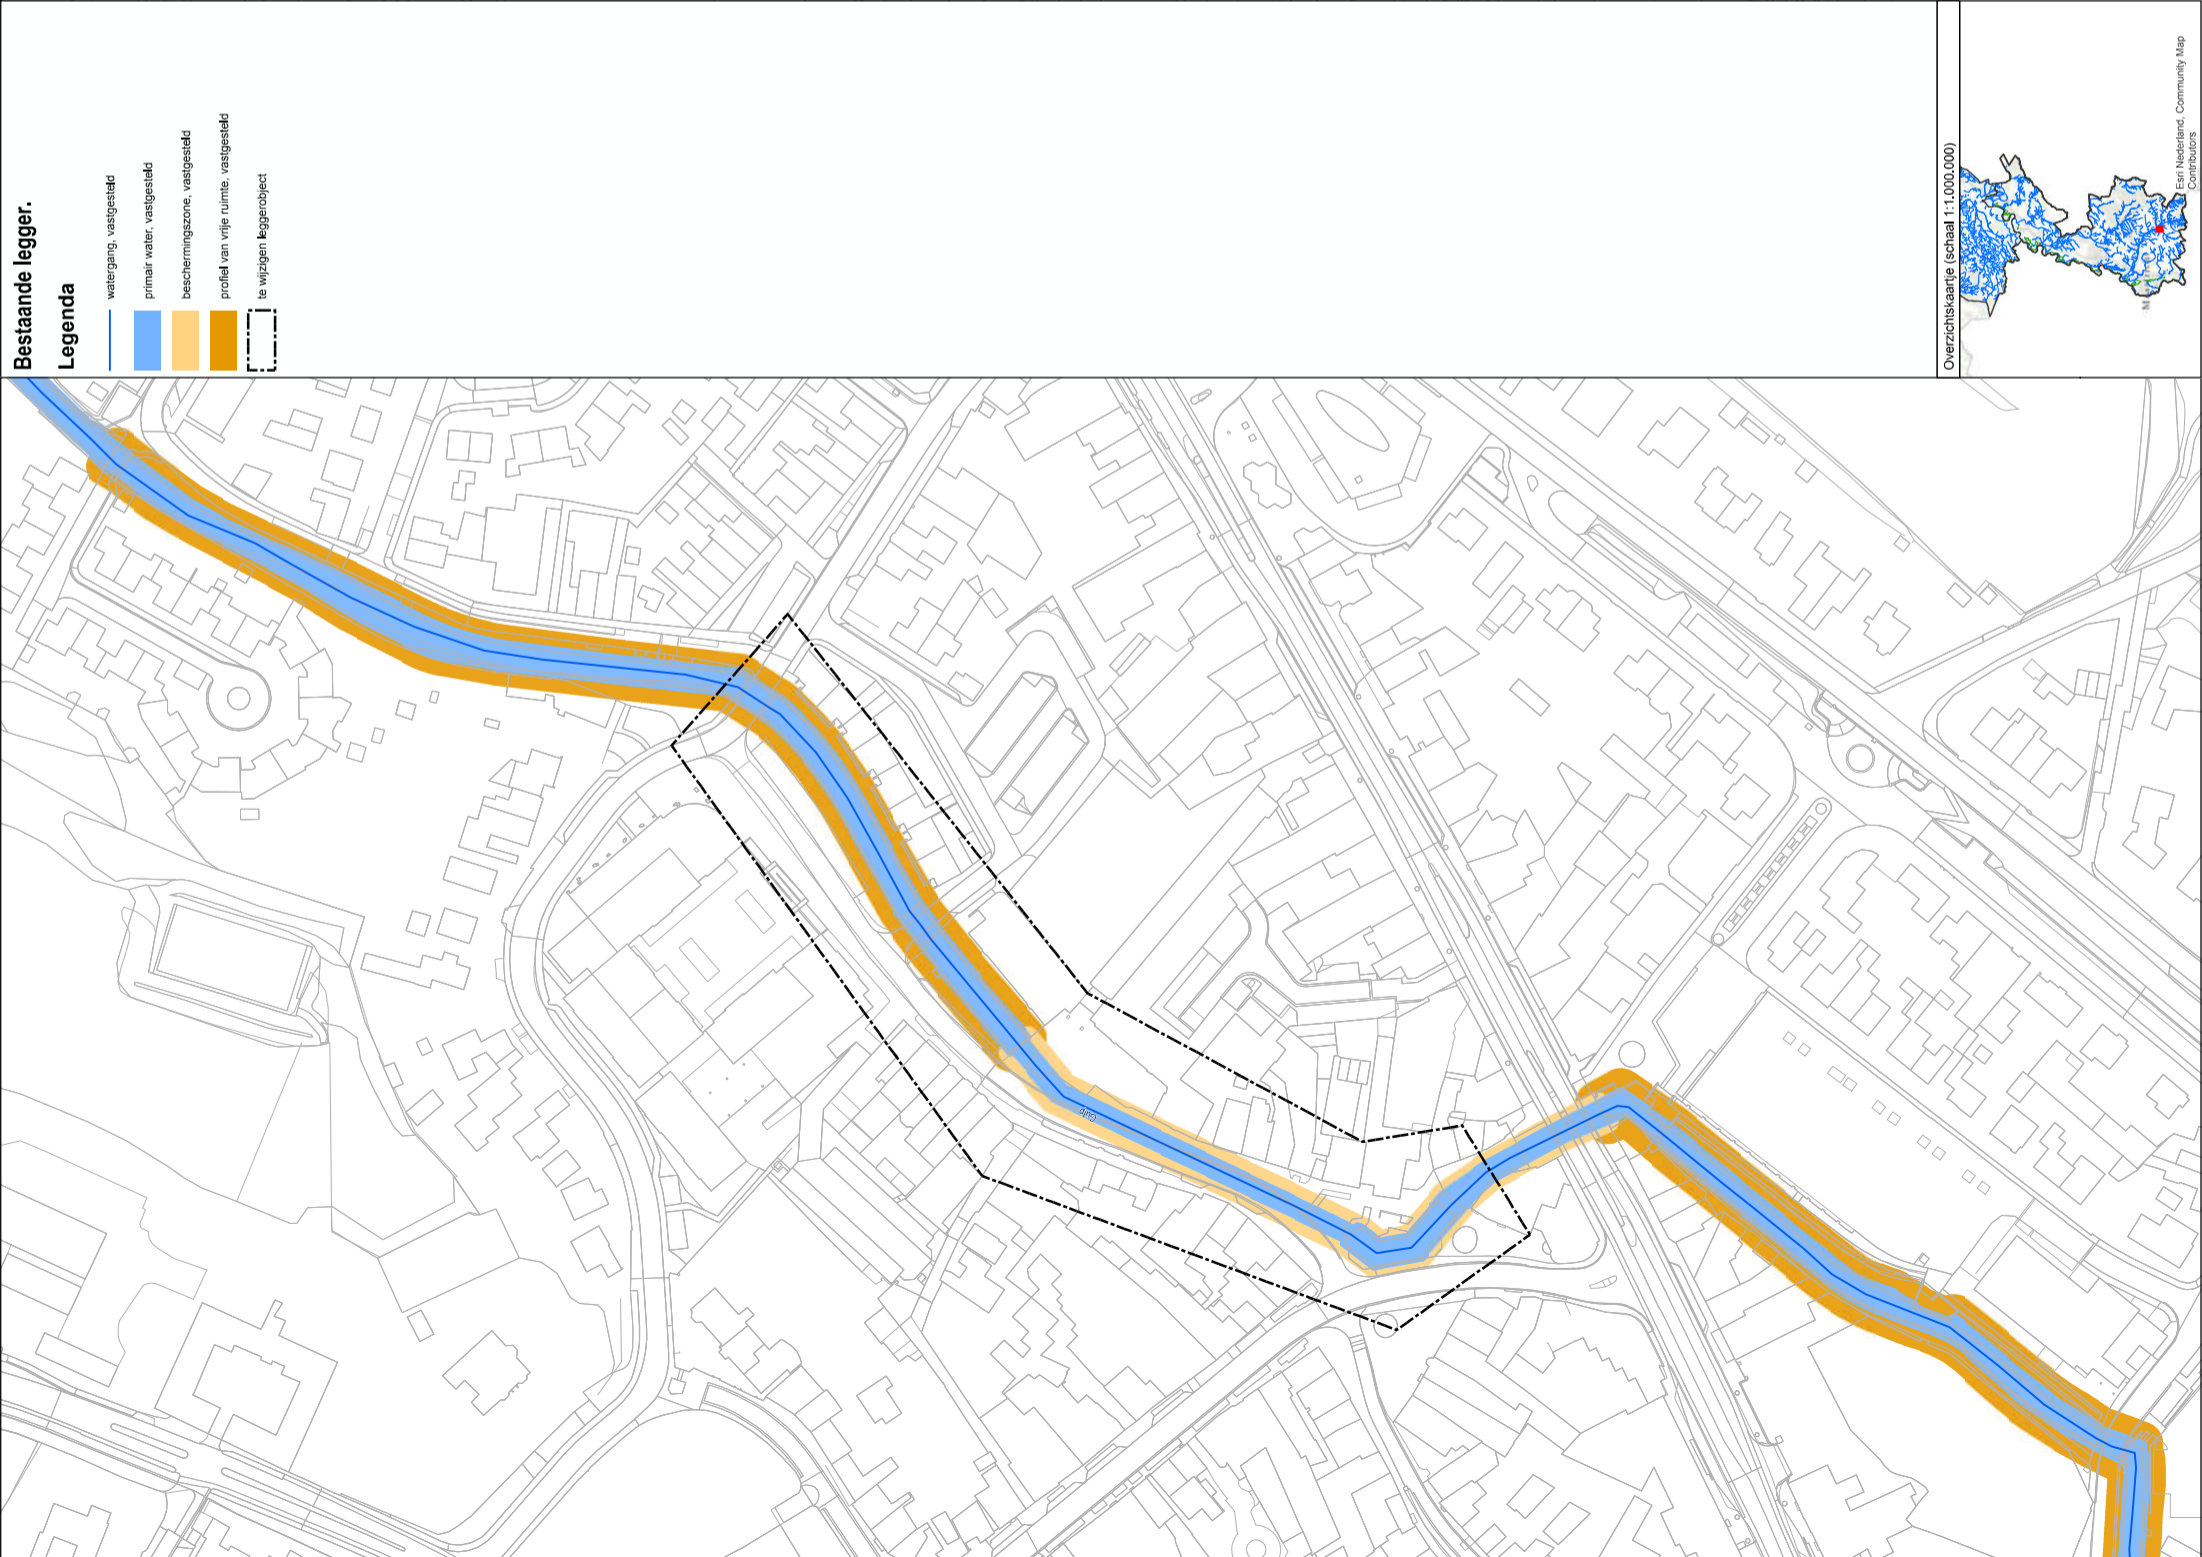 Bestaande legger.
Legenda
watergang, vastgesteld
primair water, vastgesteld
beschermingszone, vastgesteld
profiel van vrije ruimte, vastgesteld
te wijzigen leggerobject
Overzichtskaartje (schaal 1:1.000.000)
Esri Nederland, Community Map
Contributors
Gulp